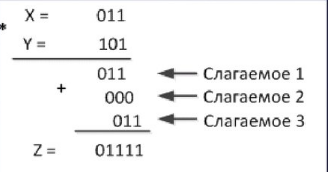 X = 011
*
Y = 101
011 Слагаемое 1
+
000 Слагаемое 2
011 Слагаемое 3
Z = 01111